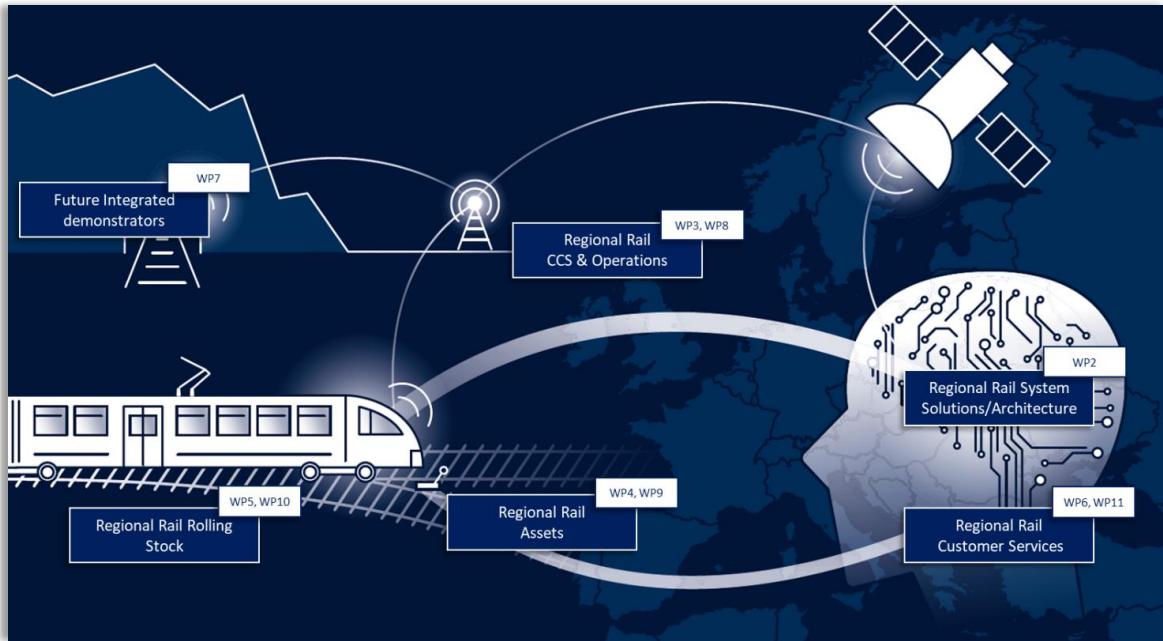 WP7
Future Integrated
demonstrators
WP3, WP8
Regional Rail
CCS & Operations
WP2
Regional Rail System
Solutions/Architecture
WP5, WP10
Regional Rail Rolling
Stock
WP4, WP9
Regional Rail
Assets
WP6, WP11
Regional Rail
Customer Services